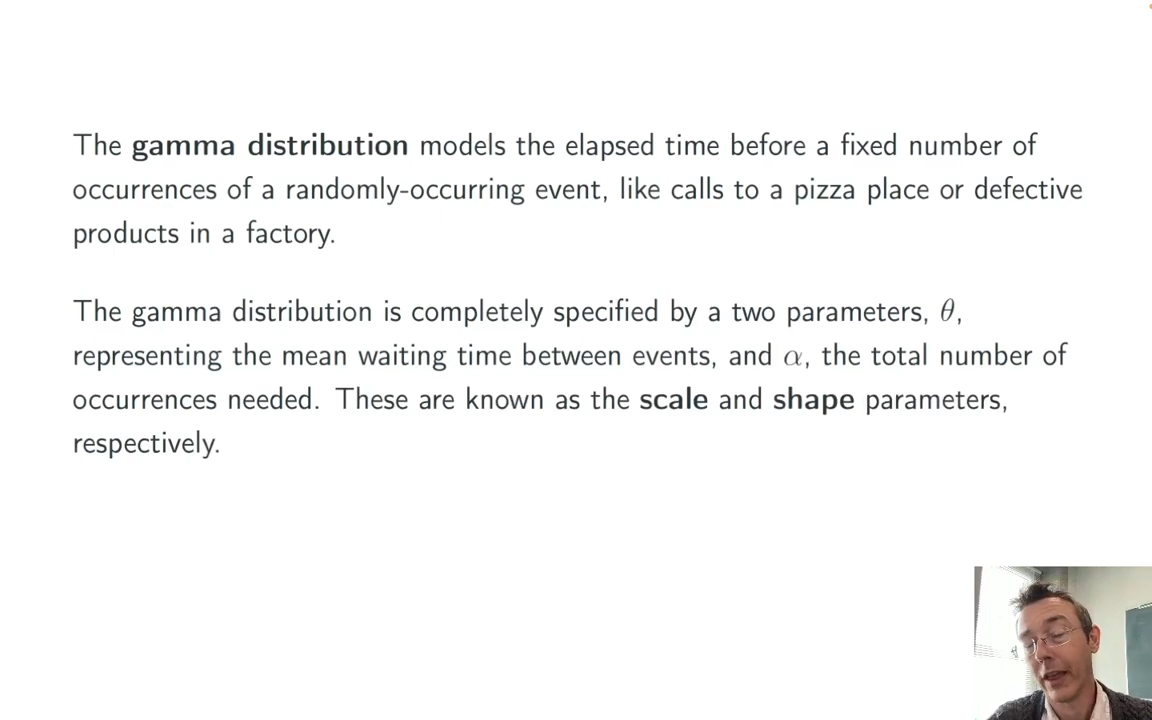 The gamma distribution models the elapsed time before a fixed number of
occurrences of a randomly-occurring event, like calls to a pizza place or defective
products in a factory.
The gamma distribution is completely specified by a two parameters, θ,
representing the mean waiting time between events, and α, the total number of
occurrences needed. These are known as the scale and shape parameters,
respectively.